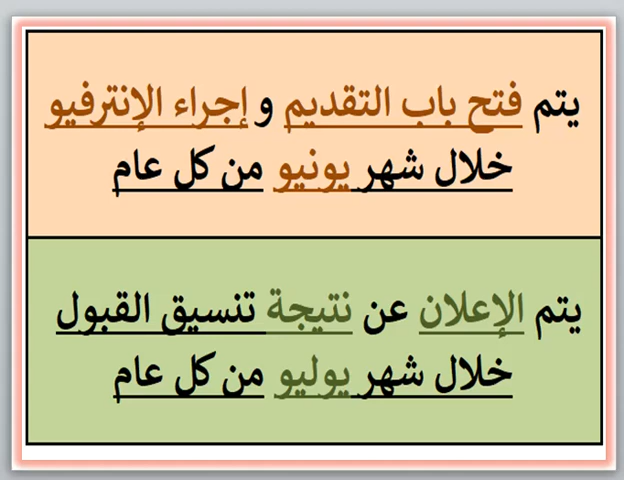 يتم فتح باب التقديم و إجراء الإنترفيو
خلال شهر يونيو من كل عام
يتم الإعلان عن نتيجة تنسيق القبول
خلال شهر يوليو من كل عام